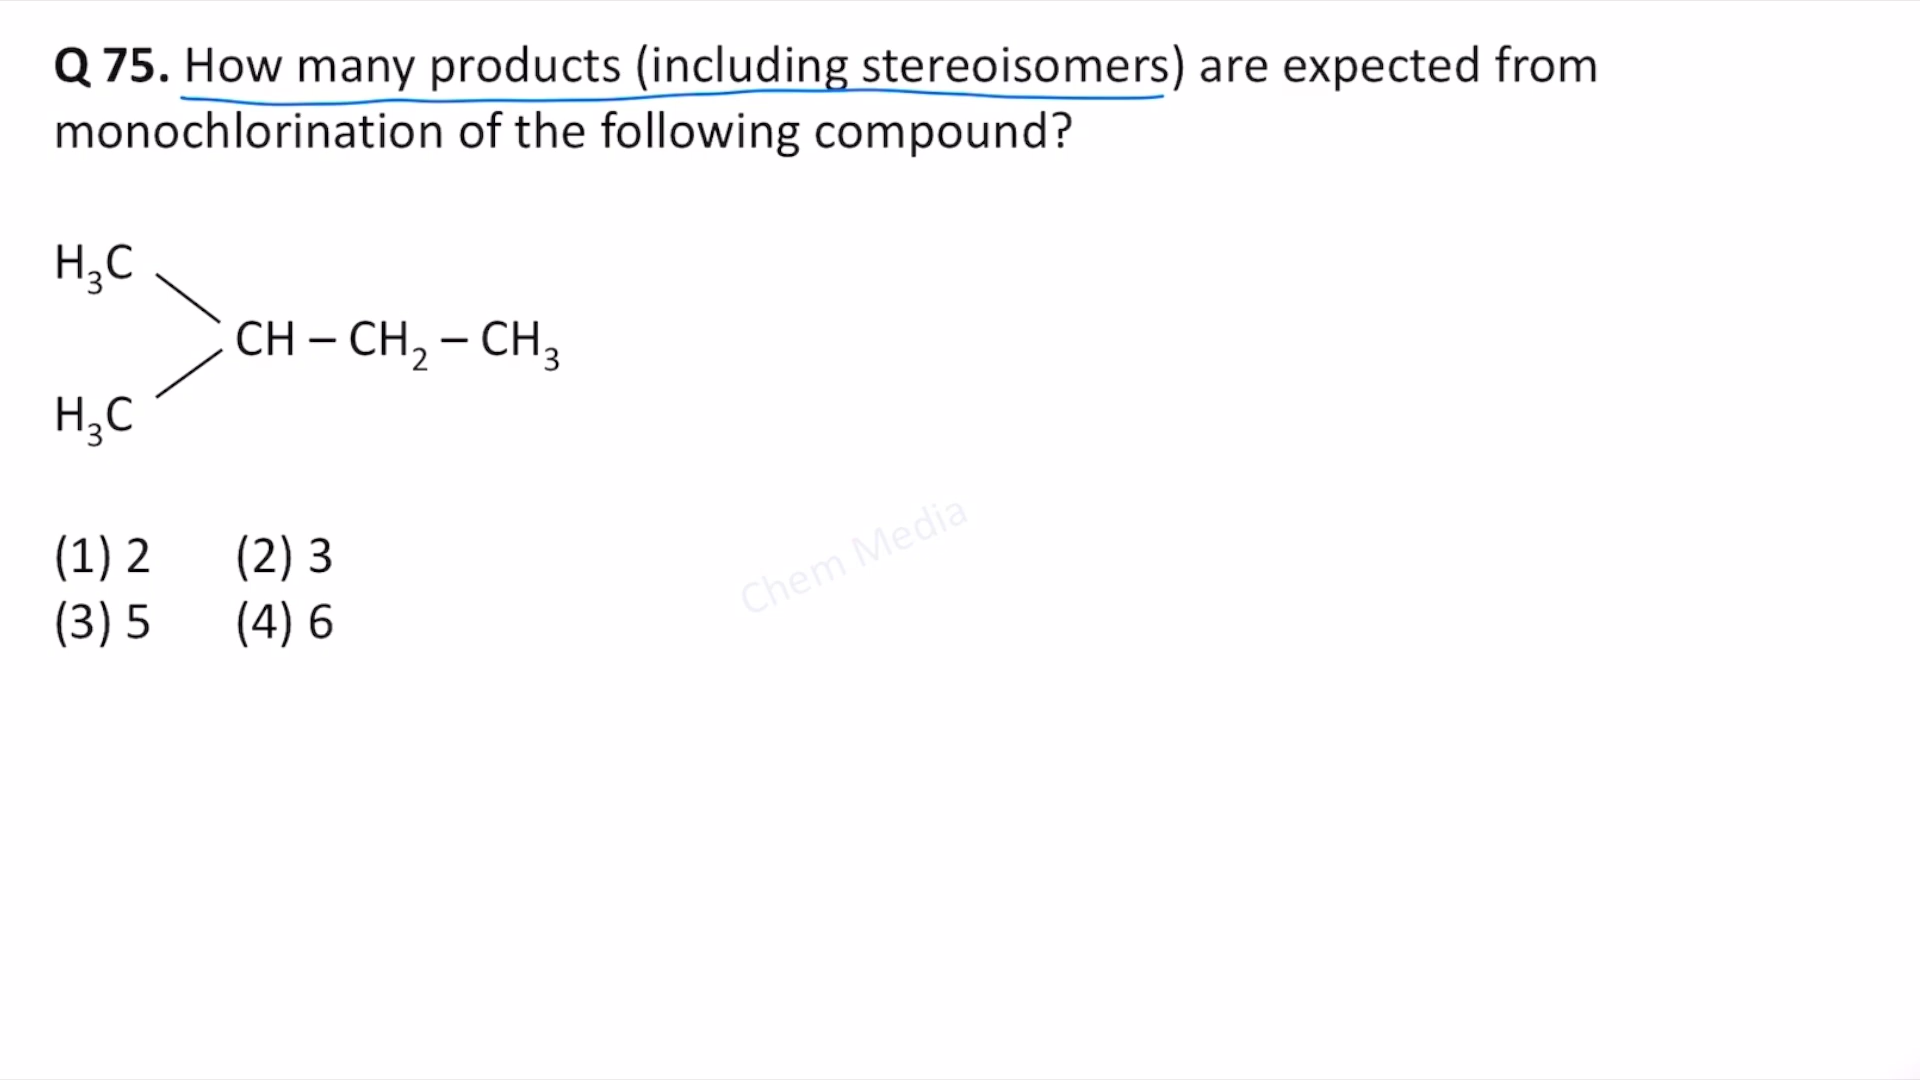 Q 75. How many products (including stereoisomers) are expected from
monochlorination of the following compound?
H₃C
CH – CH₂ – CH₃
H₃C
(1) 2 (2) 3
(3) 5 (4) 6
Chem Media